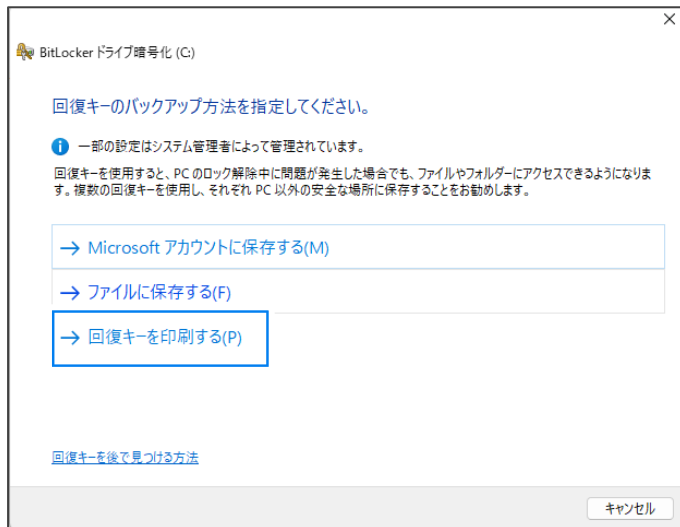 BitLocker ドライブ暗号化 (C:)
回復キーのバックアップ方法を指定してください。
一部の設定はシステム管理者によって管理されています。
回復キーを使用すると、PC のロック解除中に問題が発生した場合でも、ファイルやフォルダーにアクセスできるようになりま
す。複数の回復キーを使用し、それぞれ PC 以外の安全な場所に保存することをお勧めします。
→ Microsoft アカウントに保存する(M)
→ ファイルに保存する(F)
→ 回復キーを印刷する(P)
回復キーを後で見つける方法
キャンセル